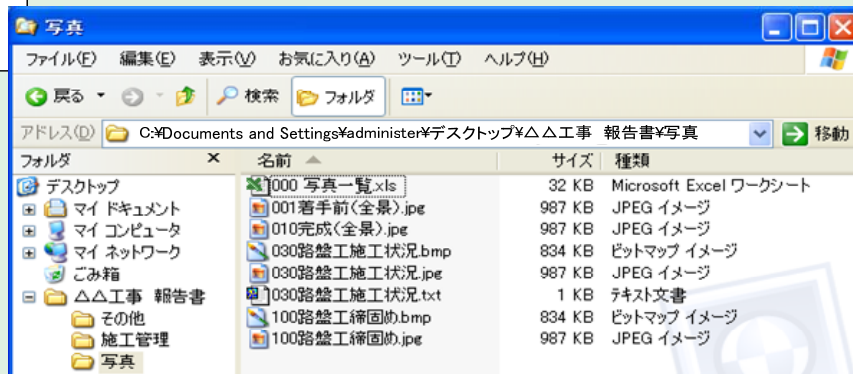 写真
ファイル(F) 編集(E) 表示(V) お気に入り(A) ツール(T) ヘルプ(H)
戻る 検索 フォルダ
アドレス(D) C:¥Documents and Settings¥administer¥デスクトップ¥△△工事 報告書¥写真 移動
フォルダ × 名前 サイズ 種類
デスクトップ 000 写真一覧.xls 32 KB Microsoft Excel ワークシート
マイ ドキュメント 001着手前(全景).jpg 987 KB JPEG イメージ
マイ コンピュータ 010完成(全景).jpg 987 KB JPEG イメージ
マイ ネットワーク 030路盤工施工状況.bmp 834 KB ビットマップ イメージ
ごみ箱 030路盤工施工状況.jpg 987 KB JPEG イメージ
△△工事 報告書 030路盤工施工状況.txt 1 KB テキスト文書
その他 100路盤工締固め.bmp 834 KB ビットマップ イメージ
施工管理 100路盤工締固め.jpg 987 KB JPEG イメージ
写真